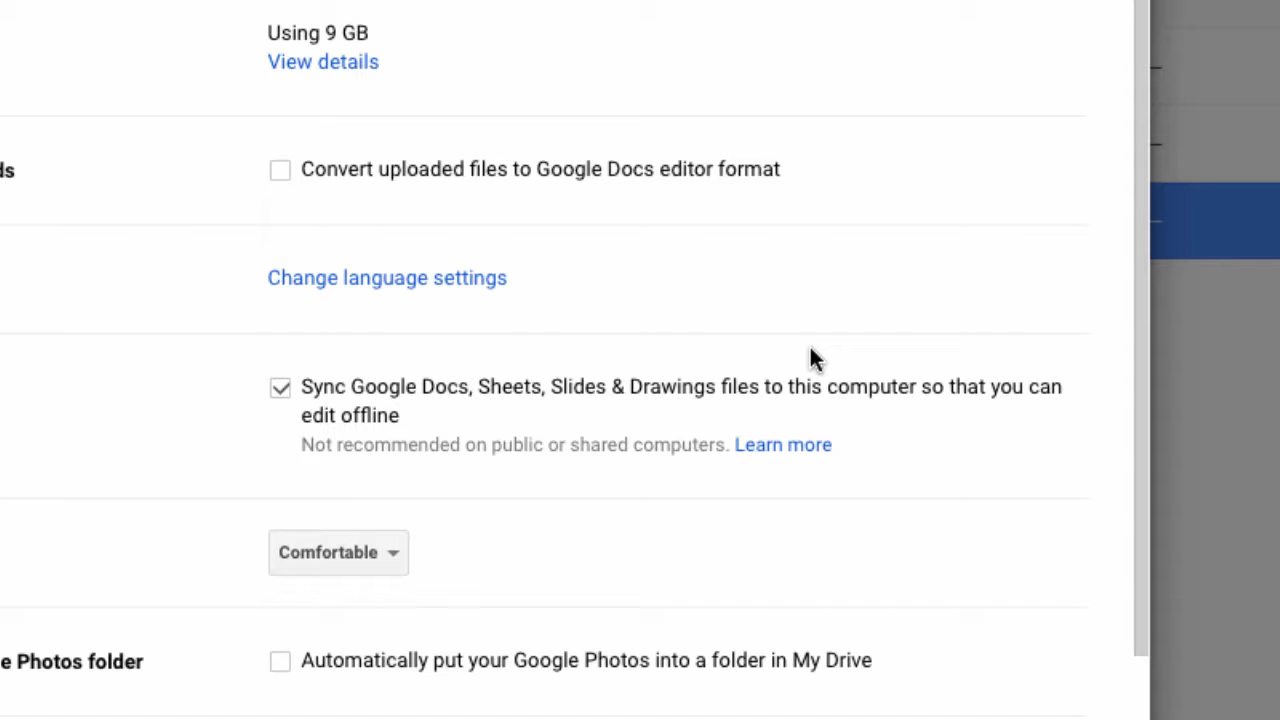 Using 9 GB
View details
ds
Convert uploaded files to Google Docs editor format
Change language settings
Sync Google Docs, Sheets, Slides & Drawings files to this computer so that you can
edit offline
Not recommended on public or shared computers. Learn more
Comfortable
e Photos folder
Automatically put your Google Photos into a folder in My Drive